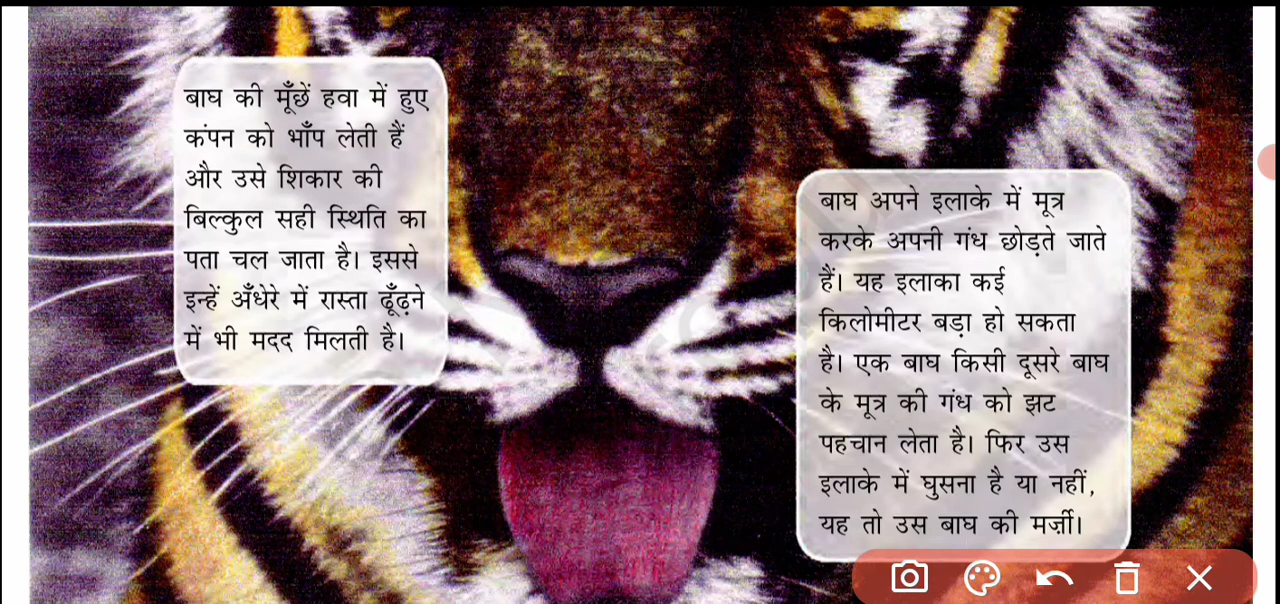 बाघ की मूँछें हवा में हुए
कंपन को भाँप लेती हैं
और उसे शिकार की
बिल्कुल सही स्थिति का
पता चल जाता है। इससे
इन्हें अँधेरे में रास्ता ढूँढ़ने
में भी मदद मिलती है।
बाघ अपने इलाके में मूत्र
करके अपनी गंध छोड़ते जाते
हैं। यह इलाका कई
किलोमीटर बड़ा हो सकता
है। एक बाघ किसी दूसरे बाघ
के मूत्र की गंध को झट
पहचान लेता है। फिर उस
इलाके में घुसना है या नहीं,
यह तो उस बाघ की मर्ज़ी।